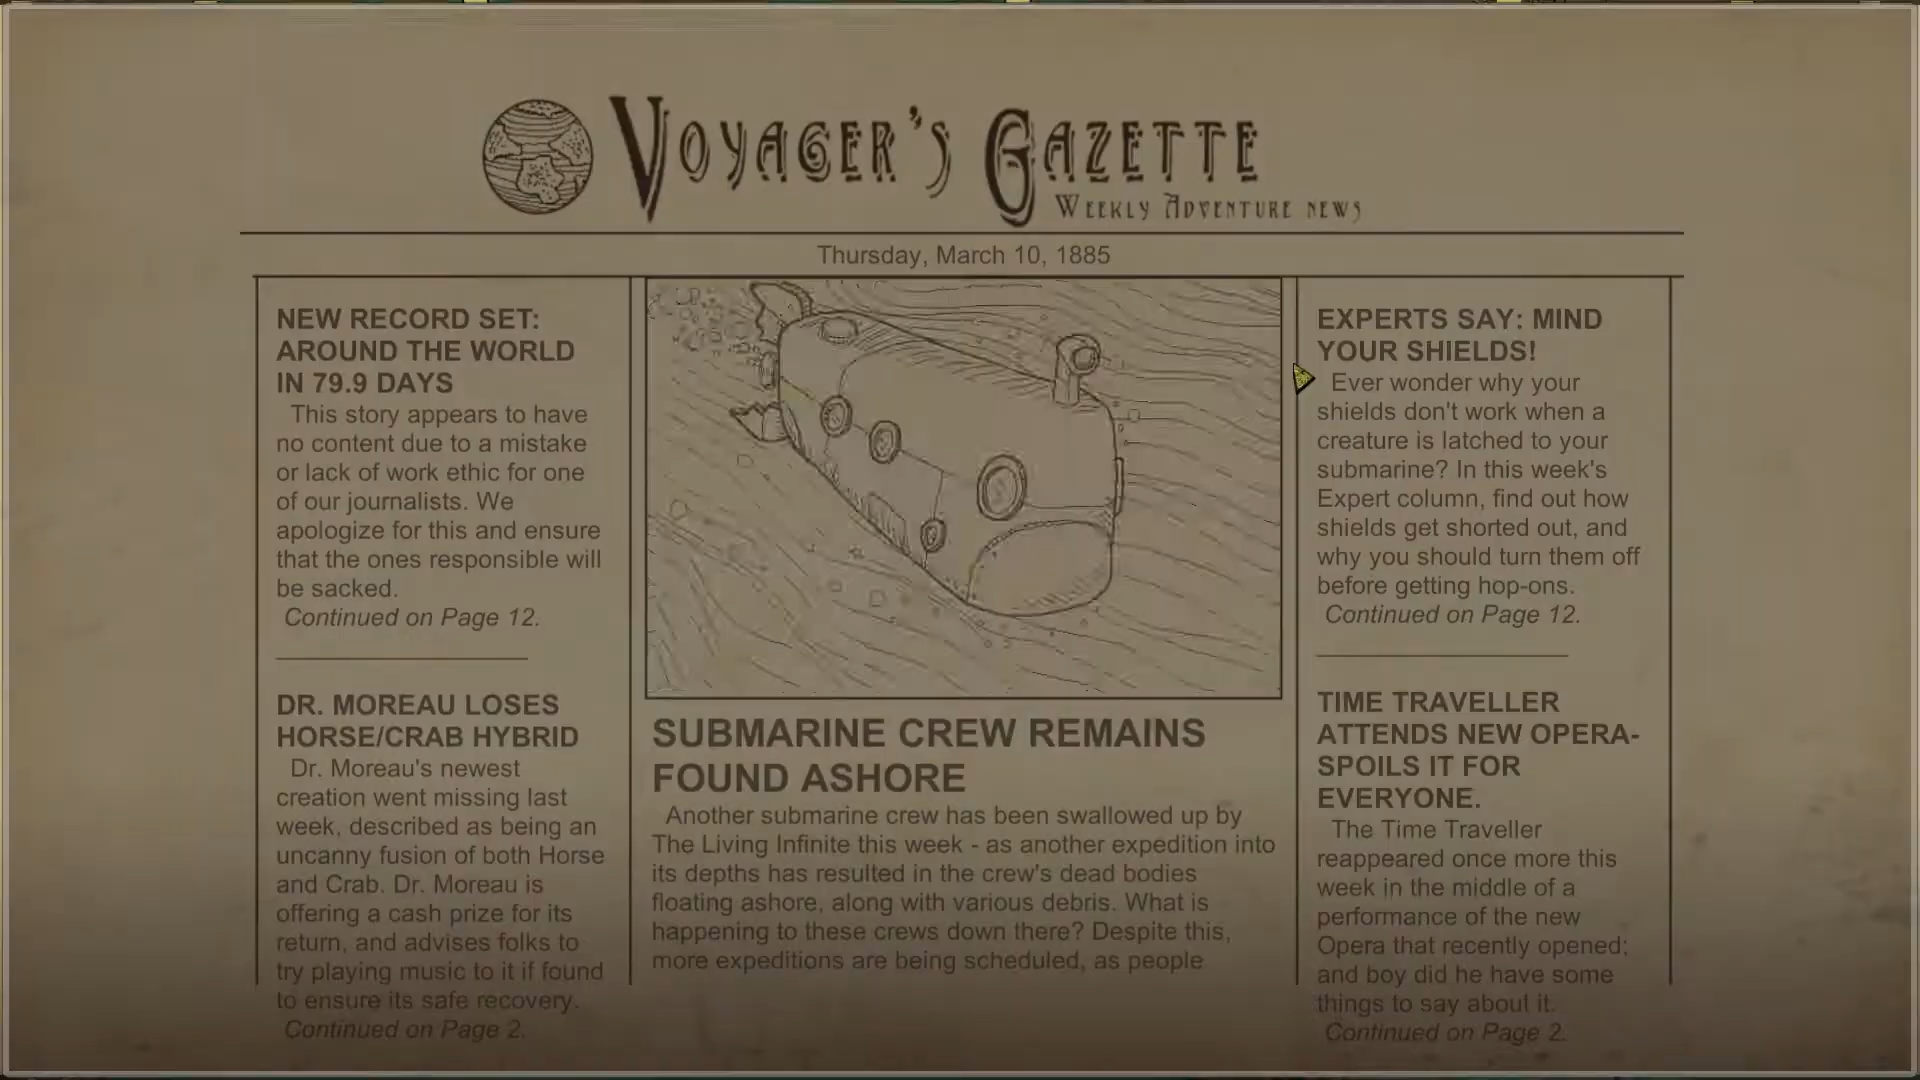 VOYAGER'S GAZETTE
WEEKLY ADVENTURE NEWS
Thursday, March 10, 1885
NEW RECORD SET:
AROUND THE WORLD
IN 79.9 DAYS
This story appears to have
no content due to a mistake
or lack of work ethic for one
of our journalists. We
apologize for this and ensure
that the ones responsible will
be sacked.
Continued on Page 12.
DR. MOREAU LOSES
HORSE/CRAB HYBRID
Dr. Moreau's newest
creation went missing last
week, described as being an
uncanny fusion of both Horse
and Crab. Dr. Moreau is
offering a cash prize for its
return, and advises folks to
try playing music to it if found
to ensure its safe recovery.
Continued on Page 2.
SUBMARINE CREW REMAINS
FOUND ASHORE
Another submarine crew has been swallowed up by
The Living Infinite this week - as another expedition into
its depths has resulted in the crew's dead bodies
floating ashore, along with various debris. What is
happening to these crews down there? Despite this,
more expeditions are being scheduled, as people
EXPERTS SAY: MIND
YOUR SHIELDS!
Ever wonder why your
shields don't work when a
creature is latched to your
submarine? In this week's
Expert column, find out how
shields get shorted out, and
why you should turn them off
before getting hop-ons.
Continued on Page 12.
TIME TRAVELLER
ATTENDS NEW OPERA-
SPOILS IT FOR
EVERYONE.
The Time Traveller
reappeared once more this
week in the middle of a
performance of the new
Opera that recently opened;
and boy did he have some
things to say about it.
Continued on Page 2.